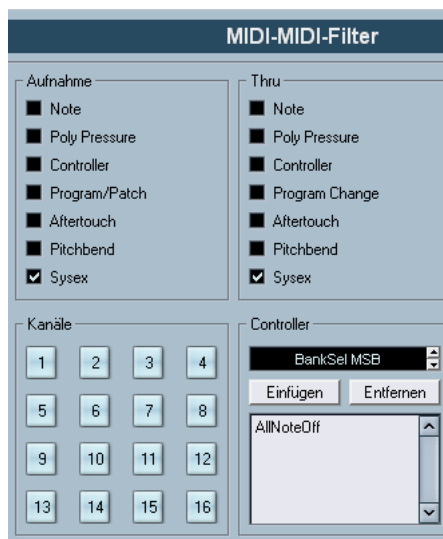 MIDI-MIDI-Filter
Aufnahme
Note
Poly Pressure
Controller
Program/Patch
Aftertouch
Pitchbend
Sysex
Thru
Note
Poly Pressure
Controller
Program Change
Aftertouch
Pitchbend
Sysex
Kanäle
1 2 3 4
5 6 7 8
9 10 11 12
13 14 15 16
Controller
BankSel MSB
Einfügen Entfernen
AllNoteOff